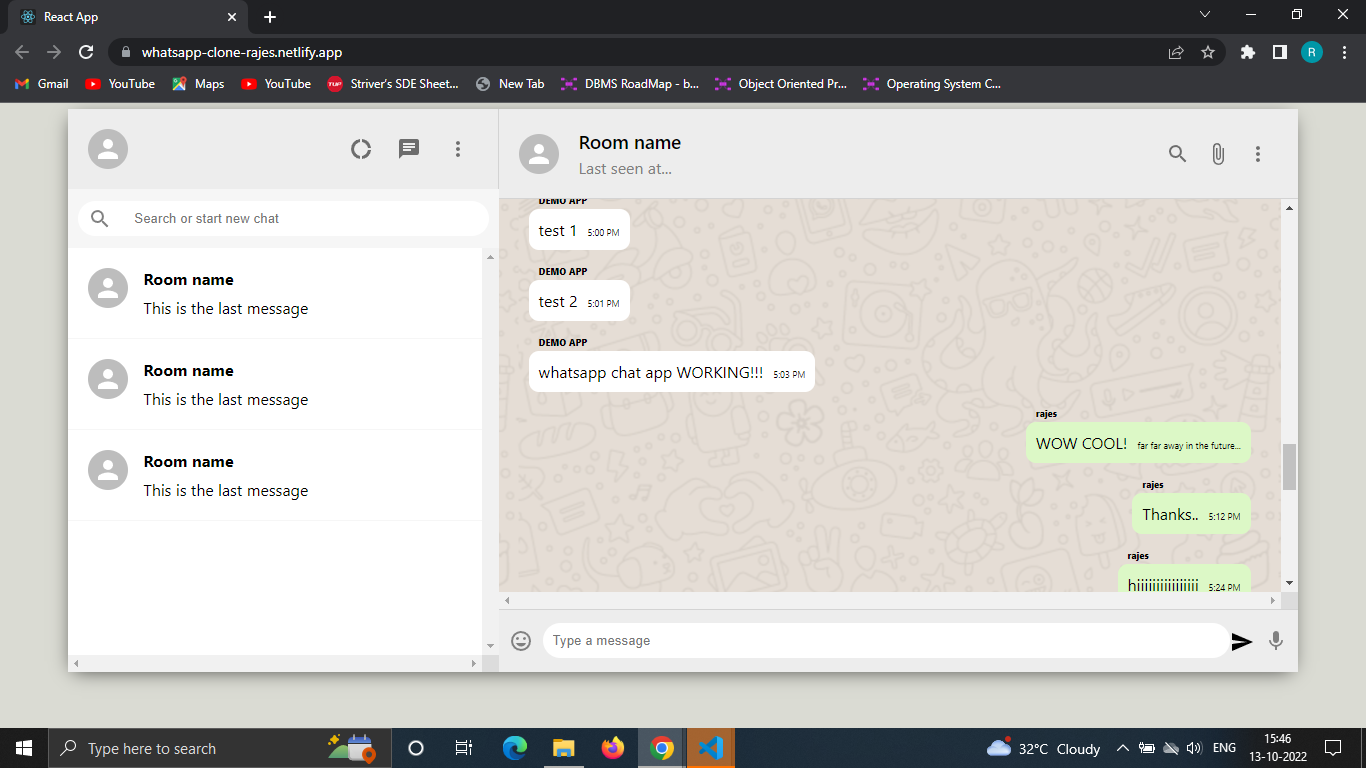 React App
whatsapp-clone-rajes.netlify.app
R
Gmail YouTube Maps YouTube TUF Striver's SDE Sheet... New Tab DBMS RoadMap - b... Object Oriented Pr... Operating System C...
Room name
Last seen at...
Search or start new chat
Room name
This is the last message
Room name
This is the last message
Room name
This is the last message
DEMO APP
test 1 5:00 PM
DEMO APP
test 2 5:01 PM
DEMO APP
whatsapp chat app WORKING!!! 5:03 PM
rajes
WOW COOL! far far away in the future...
rajes
Thanks.. 5:12 PM
rajes
hiiiiiiiiiiiiiiii 5:24 PM
Type a message
Type here to search
32°C Cloudy
ENG
15:46
13-10-2022